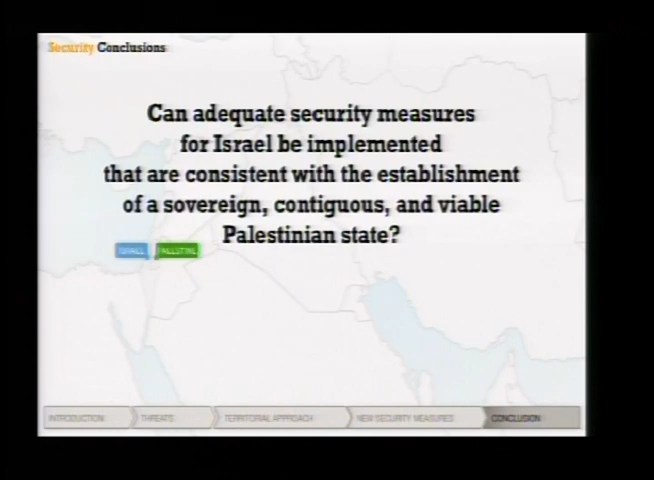 Security Conclusions
Can adequate security measures
for Israel be implemented
that are consistent with the establishment
of a sovereign, contiguous, and viable
Palestinian state?
ISRAEL PALESTINE
INTRODUCTION THREATS TERRITORIAL APPROACH NEW SECURITY MEASURES CONCLUSION